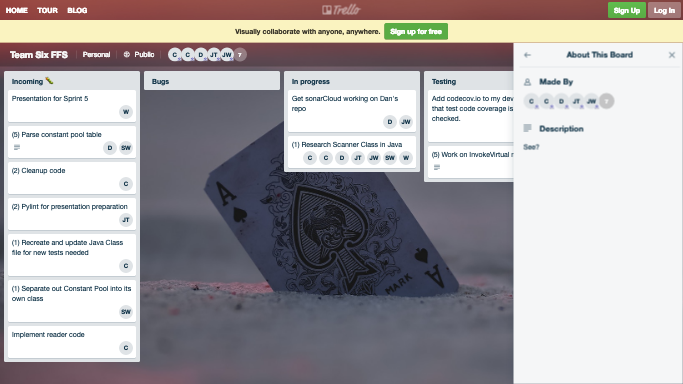 HOME TOUR BLOG
Trello
Sign Up Log In
Visually collaborate with anyone, anywhere. Sign up for free
Team Six FFS Personal Public C C D JT JW 7
Incoming
Presentation for Sprint 5
W
(5) Parse constant pool table
D SW
(2) Cleanup code
C
(2) Pylint for presentation preparation
JT
(1) Recreate and update Java Class
file for new tests needed
C
(1) Separate out Constant Pool into its
own class
SW
Implement reader code
C
Bugs
In progress
Get sonarCloud working on Dan's
repo
D JW
(1) Research Scanner Class in Java
C C D JT JW SW W
Testing
Add codecov.io to my dev
that test code coverage is
checked.
(5) Work on InvokeVirtual
A
MARK
A
About This Board
Made By
C C D JT JW 7
Description
See?